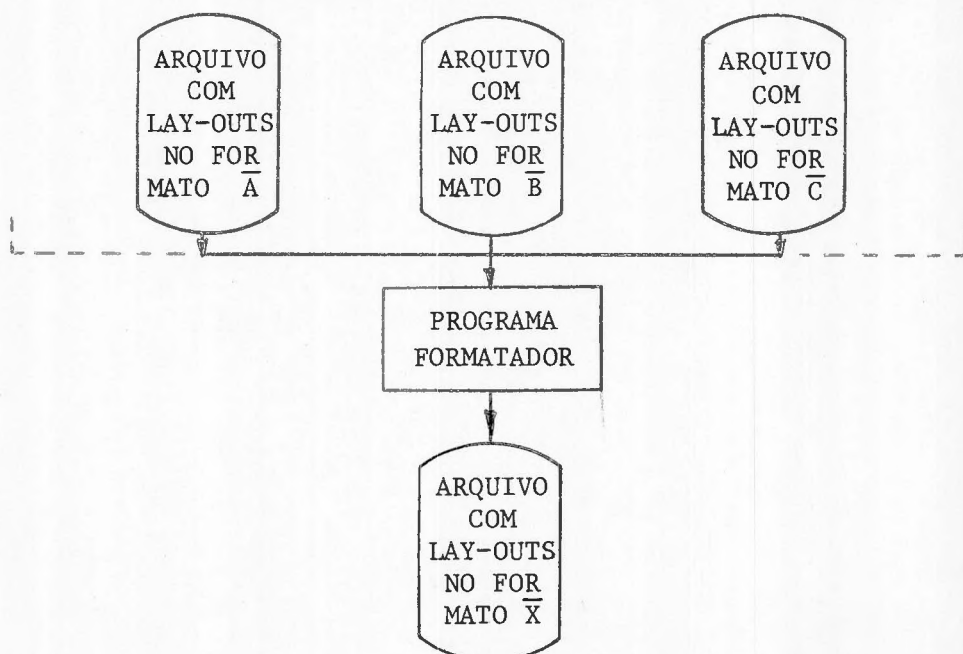 ARQUIVO
COM
LAY-OUTS
NO FOR
MATO A
ARQUIVO
COM
LAY-OUTS
NO FOR
MATO B
ARQUIVO
COM
LAY-OUTS
NO FOR
MATO C
PROGRAMA
FORMATADOR
ARQUIVO
COM
LAY-OUTS
NO FOR
MATO X